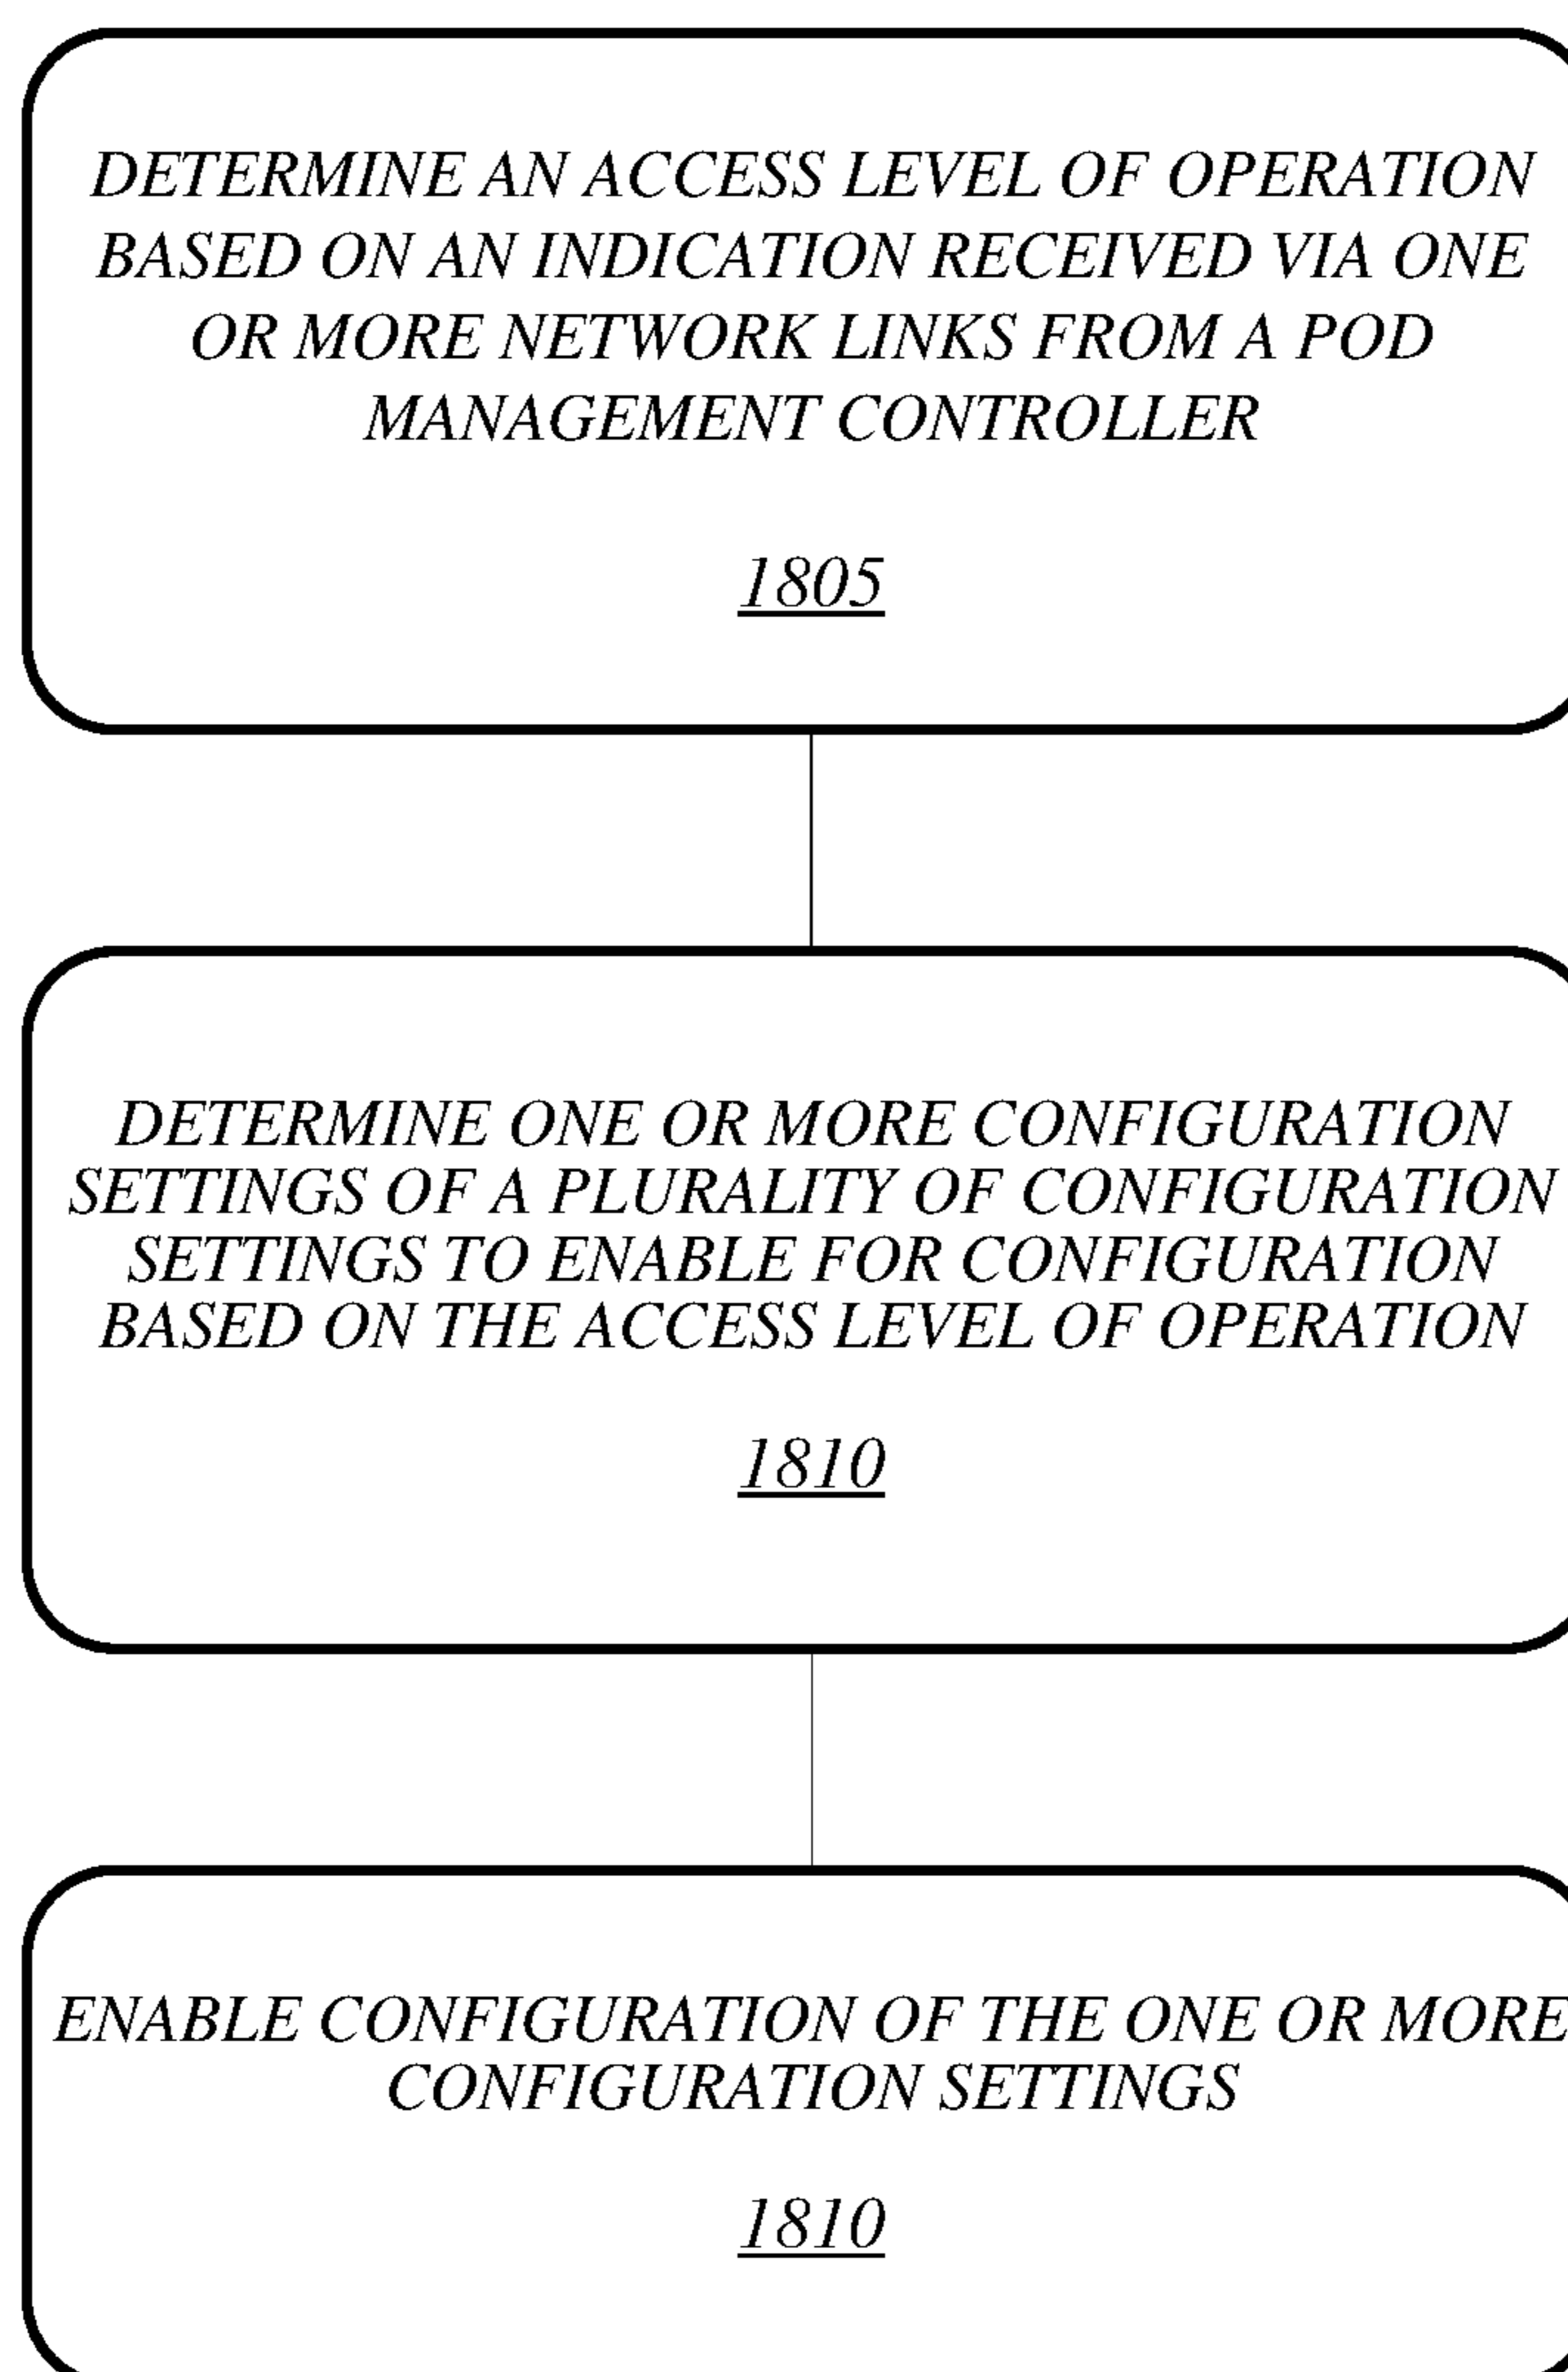 DETERMINE AN ACCESS LEVEL OF OPERATION
BASED ON AN INDICATION RECEIVED VIA ONE
OR MORE NETWORK LINKS FROM A POD
MANAGEMENT CONTROLLER
1805
DETERMINE ONE OR MORE CONFIGURATION
SETTINGS OF A PLURALITY OF CONFIGURATION
SETTINGS TO ENABLE FOR CONFIGURATION
BASED ON THE ACCESS LEVEL OF OPERATION
1810
ENABLE CONFIGURATION OF THE ONE OR MORE
CONFIGURATION SETTINGS
1810